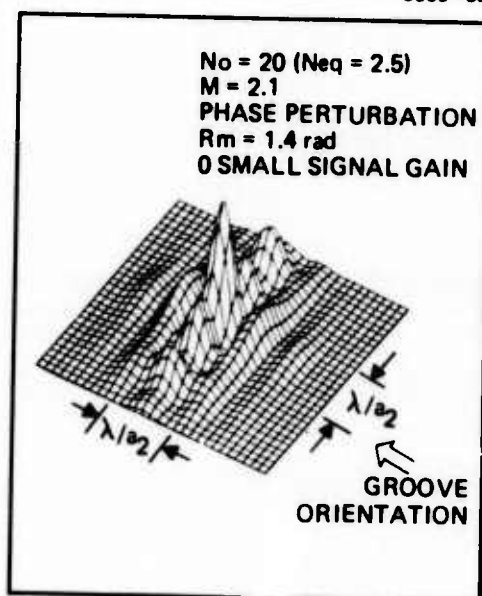 No = 20 (Neq = 2.5)
M = 2.1
PHASE PERTURBATION
Rm = 1.4 rad
0 SMALL SIGNAL GAIN
λ/a2
λ/a2
GROOVE
ORIENTATION